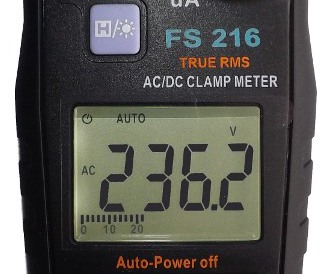 uA
H/
FS 216
TRUE RMS
AC/DC CLAMP METER
AUTO
V
AC 236.2
0 10 20
Auto-Power off